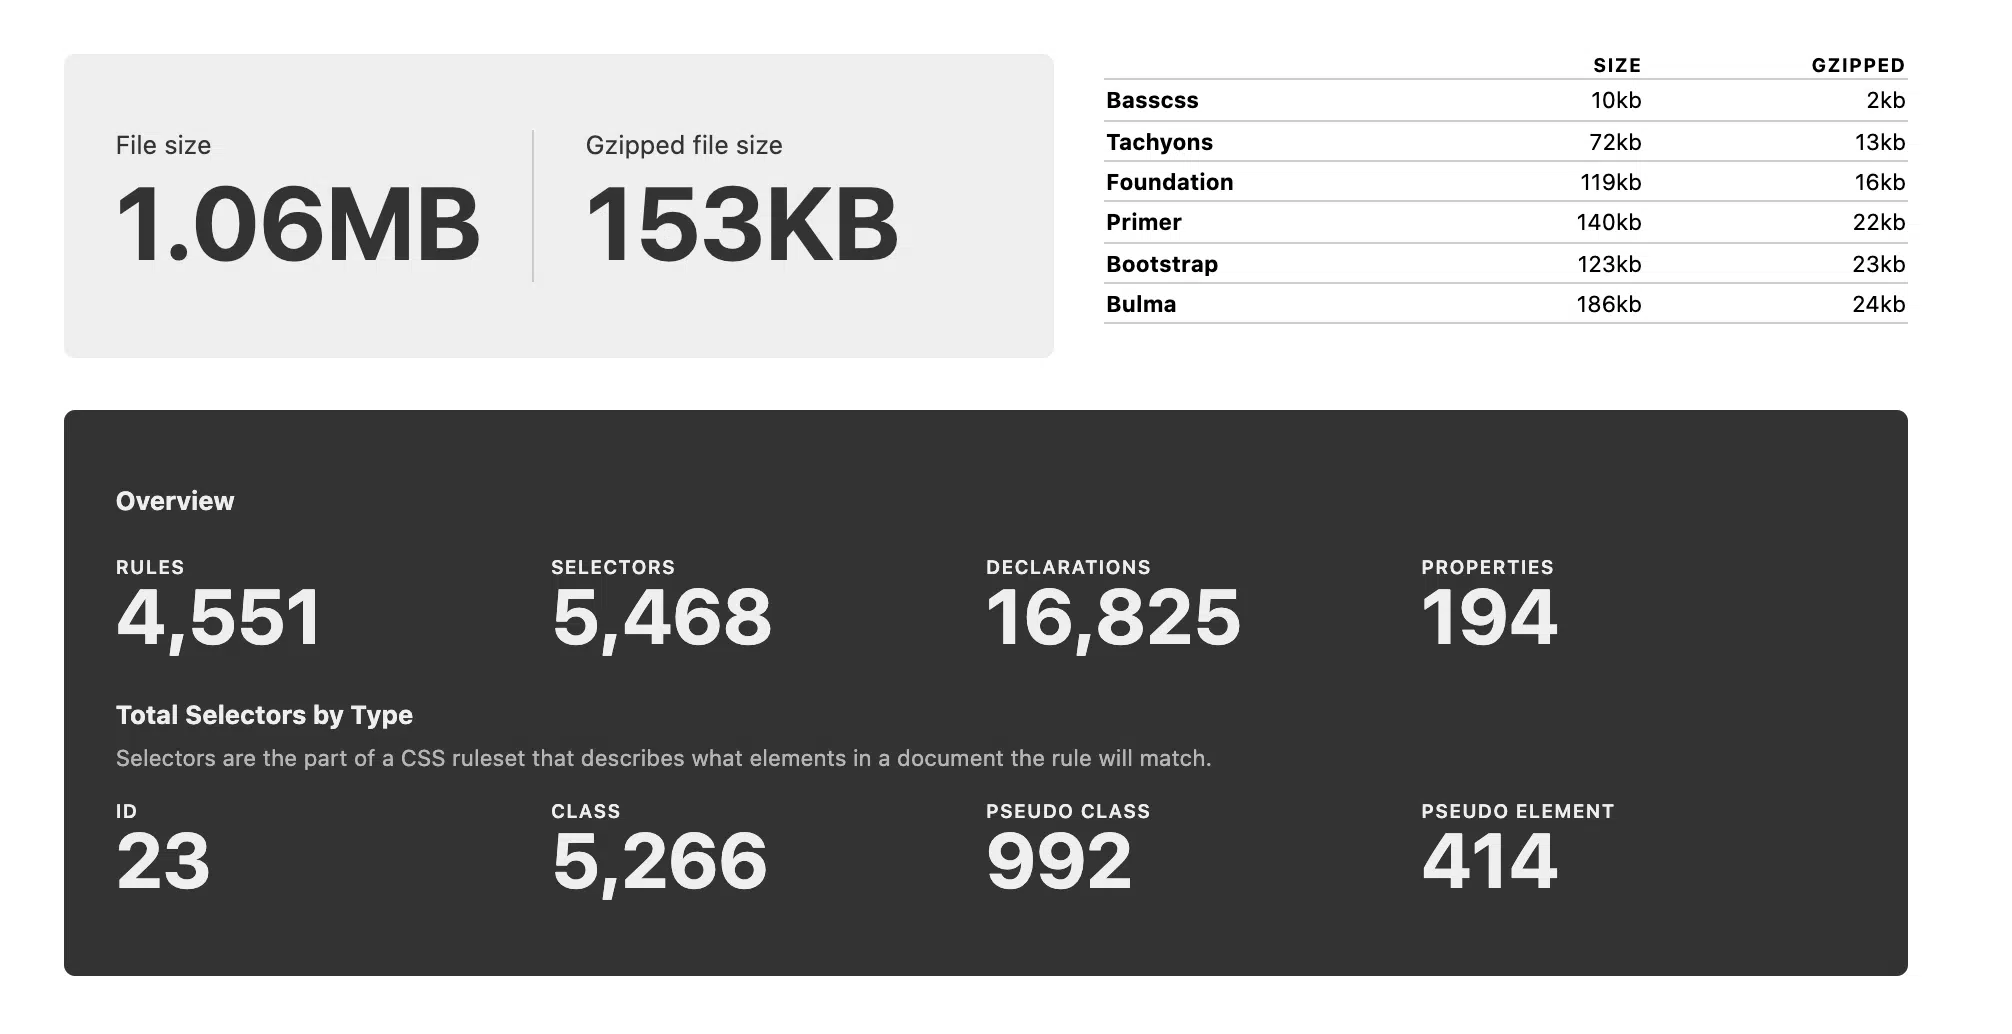 File size
1.06MB
Gzipped file size
153KB
SIZE GZIPPED
Basscss 10kb 2kb
Tachyons 72kb 13kb
Foundation 119kb 16kb
Primer 140kb 22kb
Bootstrap 123kb 23kb
Bulma 186kb 24kb
Overview
RULES SELECTORS DECLARATIONS PROPERTIES
4,551 5,468 16,825 194
Total Selectors by Type
Selectors are the part of a CSS ruleset that describes what elements in a document the rule will match.
ID CLASS PSEUDO CLASS PSEUDO ELEMENT
23 5,266 992 414